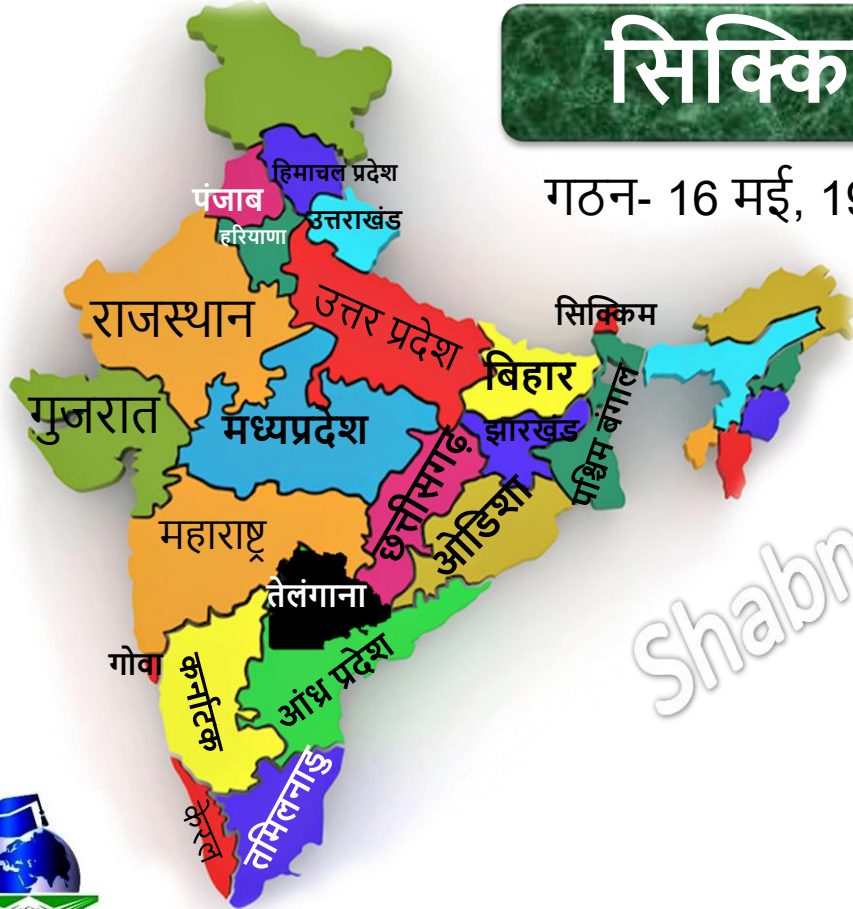 सिक्कि
गठन- 16 मई, 19
हिमाचल प्रदेश
पंजाब
उत्तराखंड
हरियाणा
राजस्थान
उत्तर प्रदेश
सिक्किम
बिहार
गुजरात
मध्यप्रदेश
झारखंड
पश्चिम बंगाल
छत्तीसगढ़
ओडिशा
महाराष्ट्र
तेलंगाना
Shabn
गोवा
कर्नाटक
आंध्र प्रदेश
तमिलनाडु
केरल